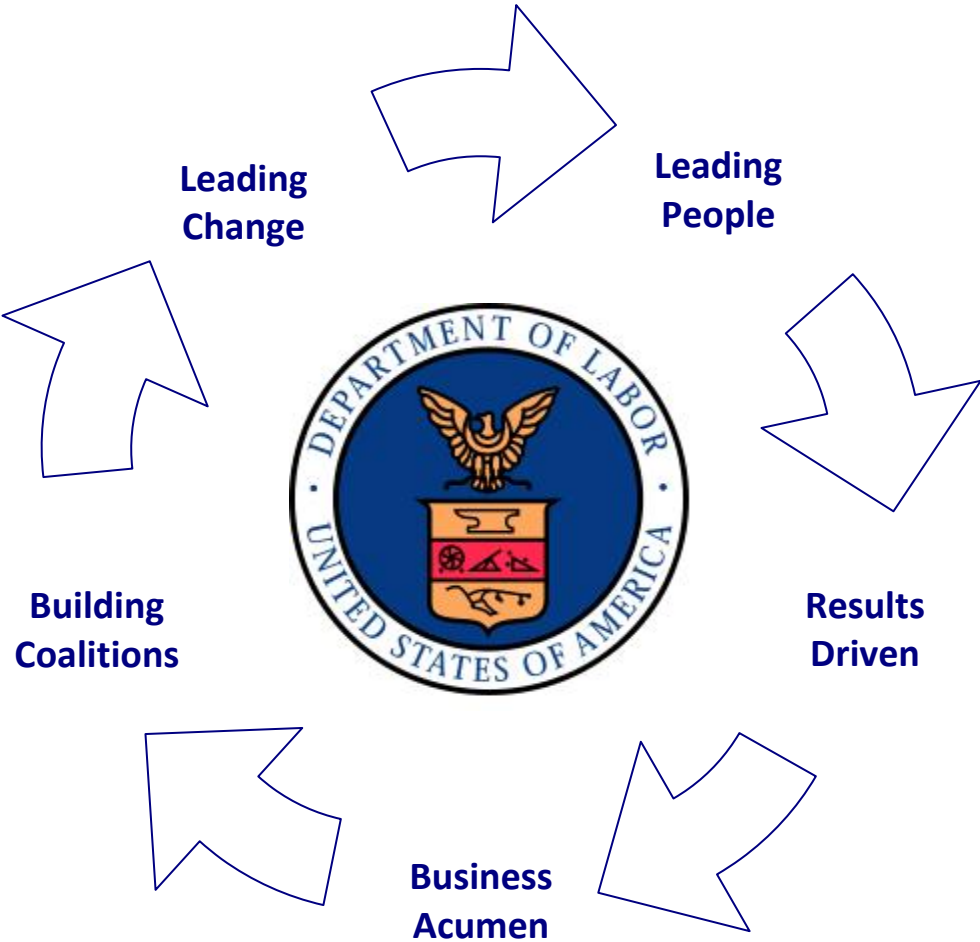 Leading
Change
Leading
People
DEPARTMENT OF LABOR
UNITED STATES OF AMERICA
Building
Coalitions
Results
Driven
Business
Acumen